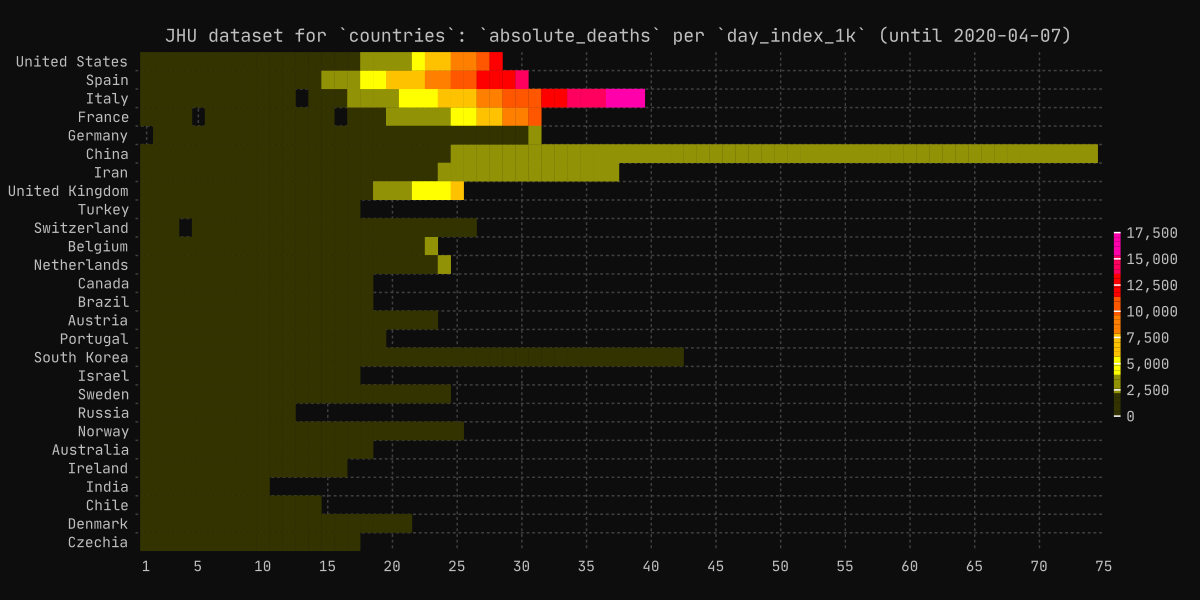 JHU dataset for `countries`: `absolute_deaths` per `day_index_1k` (until 2020-04-07)
United States
Spain
Italy
France
Germany
China
Iran
United Kingdom
Turkey
Switzerland
Belgium
Netherlands
Canada
Brazil
Austria
Portugal
South Korea
Israel
Sweden
Russia
Norway
Australia
Ireland
India
Chile
Denmark
Czechia
1 5 10 15 20 25 30 35 40 45 50 55 60 65 70 75
17,500
15,000
12,500
10,000
7,500
5,000
2,500
0